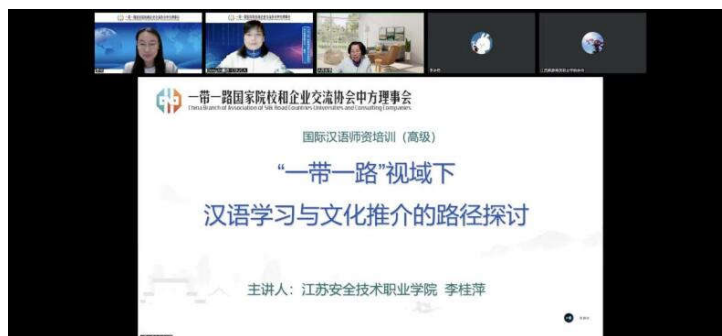 一带一路国家院校和企业交流协会中方理事会
China Branch of Association of Silk Road Countries Universities and Consulting Companies
国际汉语师资培训（高级）
“一带一路”视域下
汉语学习与文化推介的路径探讨
主讲人：江苏安全技术职业学院 李桂萍